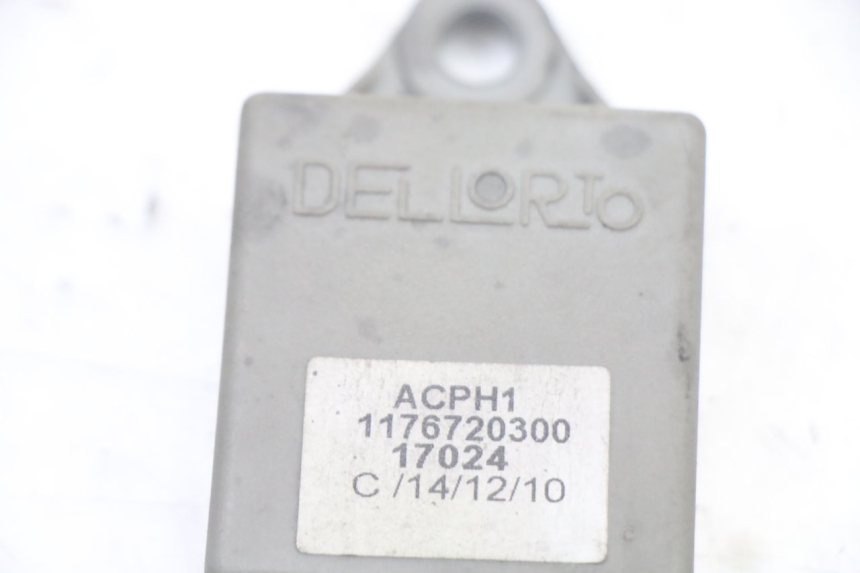 DELLORTO
ACPH1
1176720300
17024
C /14/12/10